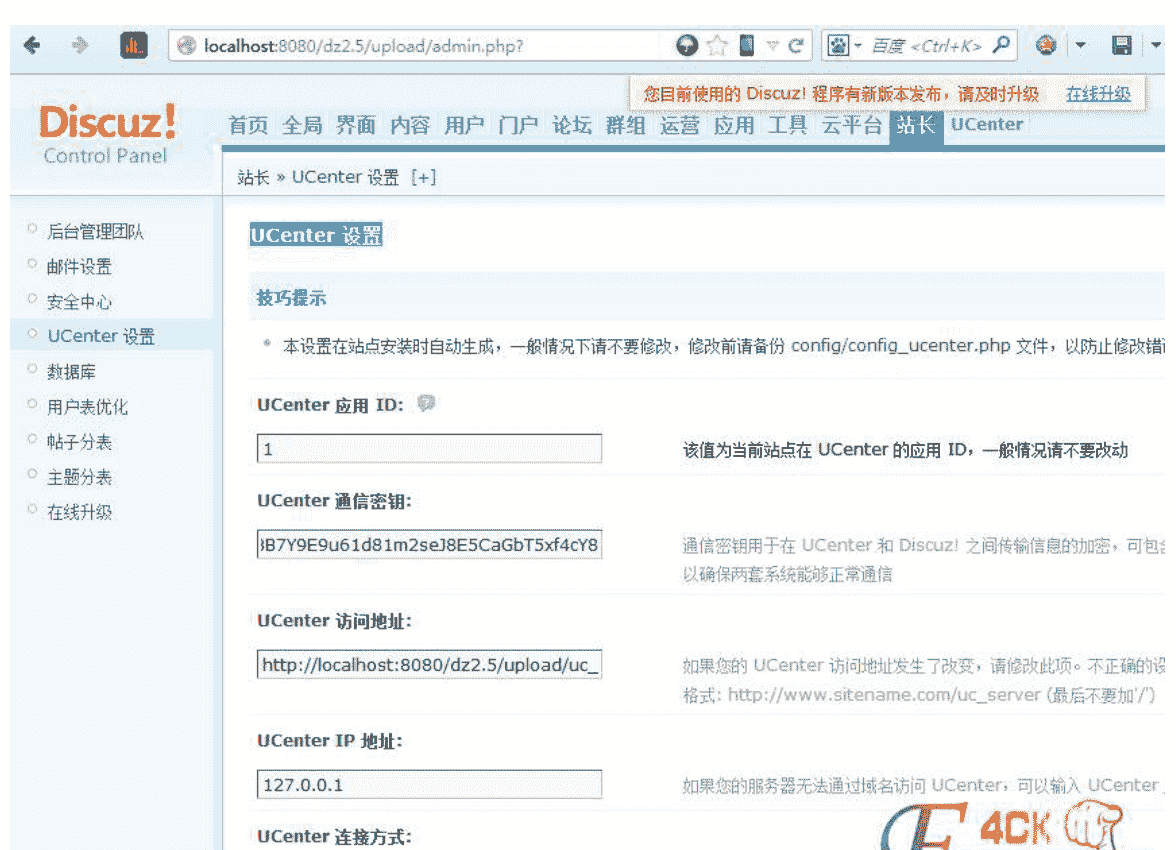 localhost:8080/dz2.5/upload/admin.php?
百度 <Ctrl+K>
您目前使用的 Discuz! 程序有新版本发布，请及时升级 在线升级
Discuz!
Control Panel
首页 全局 界面 内容 用户 门户 论坛 群组 运营 应用 工具 云平台 站长 UCenter
站长 » UCenter 设置 [+]
后台管理团队
邮件设置
安全中心
UCenter 设置
数据库
用户表优化
帖子分表
主题分表
在线升级
UCenter 设置
技巧提示
本设置在站点安装时自动生成，一般情况下请不要修改，修改前请备份 config/config_ucenter.php 文件，以防止修改错
UCenter 应用 ID:
1
该值为当前站点在 UCenter 的应用 ID，一般情况请不要改动
UCenter 通信密钥:
B7Y9E9u61d81m2seJ8E5CaGbT5xf4cY8
通信密钥用于在 UCenter 和 Discuz! 之间传输信息的加密，可包
以确保两套系统能够正常通信
UCenter 访问地址:
http://localhost:8080/dz2.5/upload/uc_
如果您的 UCenter 访问地址发生了改变，请修改此项。不正确的设
格式: http://www.sitename.com/uc_server (最后不要加'/')
UCenter IP 地址:
127.0.0.1
如果您的服务器无法通过域名访问 UCenter，可以输入 UCenter
UCenter 连接方式:
F4CK